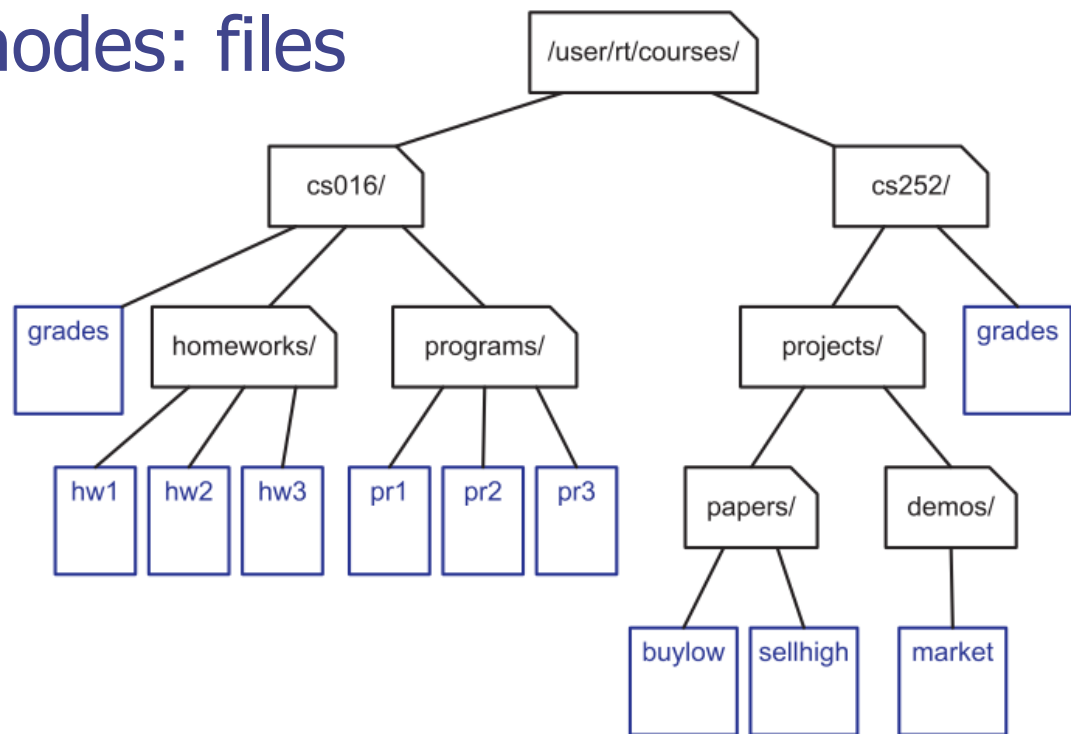 nodes: files
/user/rt/courses/
cs016/
cs252/
grades
homeworks/
programs/
projects/
grades
hw1
hw2
hw3
pr1
pr2
pr3
papers/
demos/
buylow
sellhigh
market